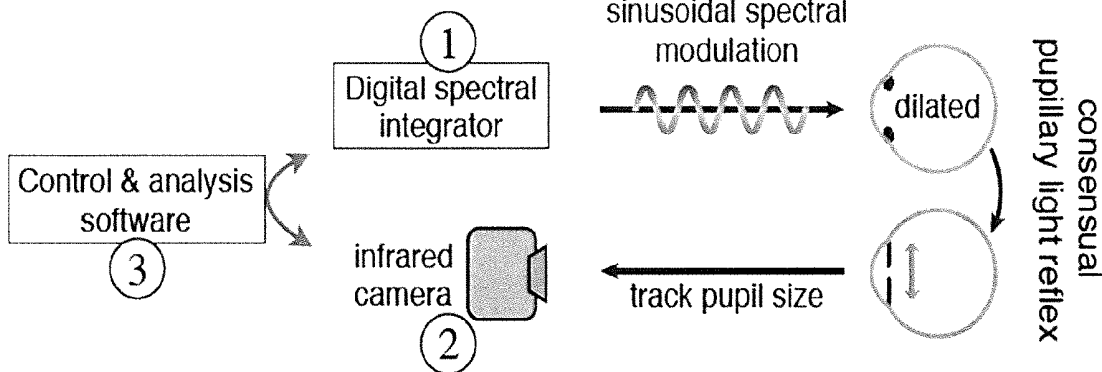 sinusoidal spectral
modulation
1
Digital spectral
integrator
dilated
consensual
pupillary light reflex
Control & analysis
software
3
infrared
camera
2
track pupil size